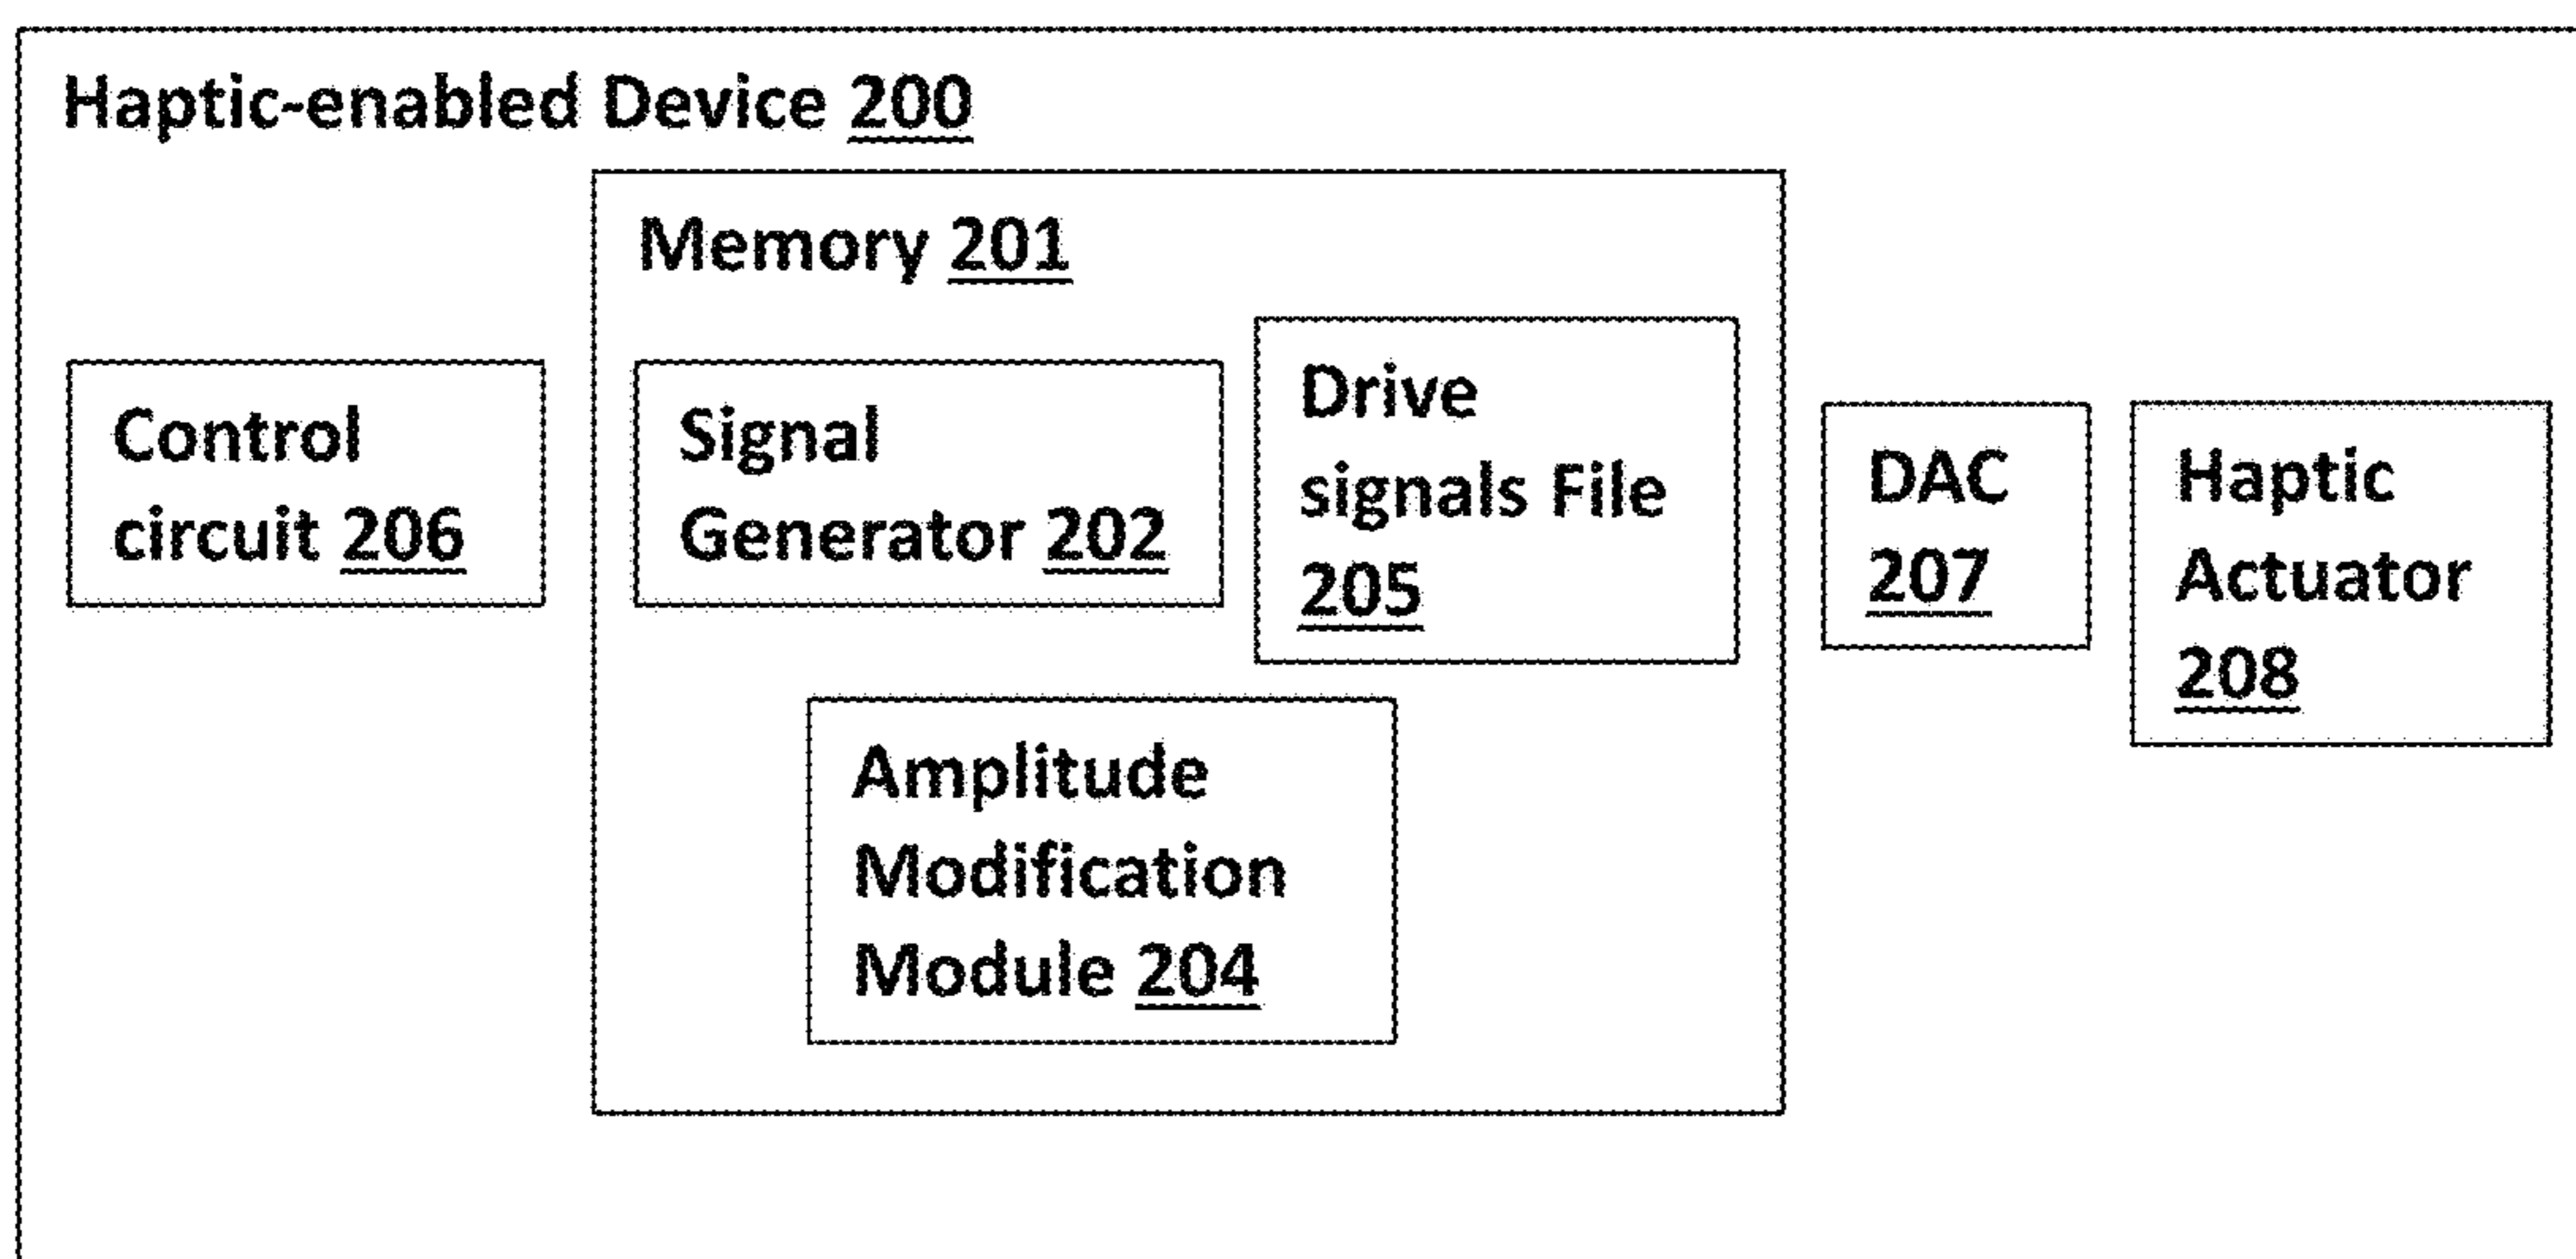 Haptic-enabled Device 200
Memory 201
Control
circuit 206
Signal
Generator 202
Drive
signals File
205
Amplitude
Modification
Module 204
DAC
207
Haptic
Actuator
208